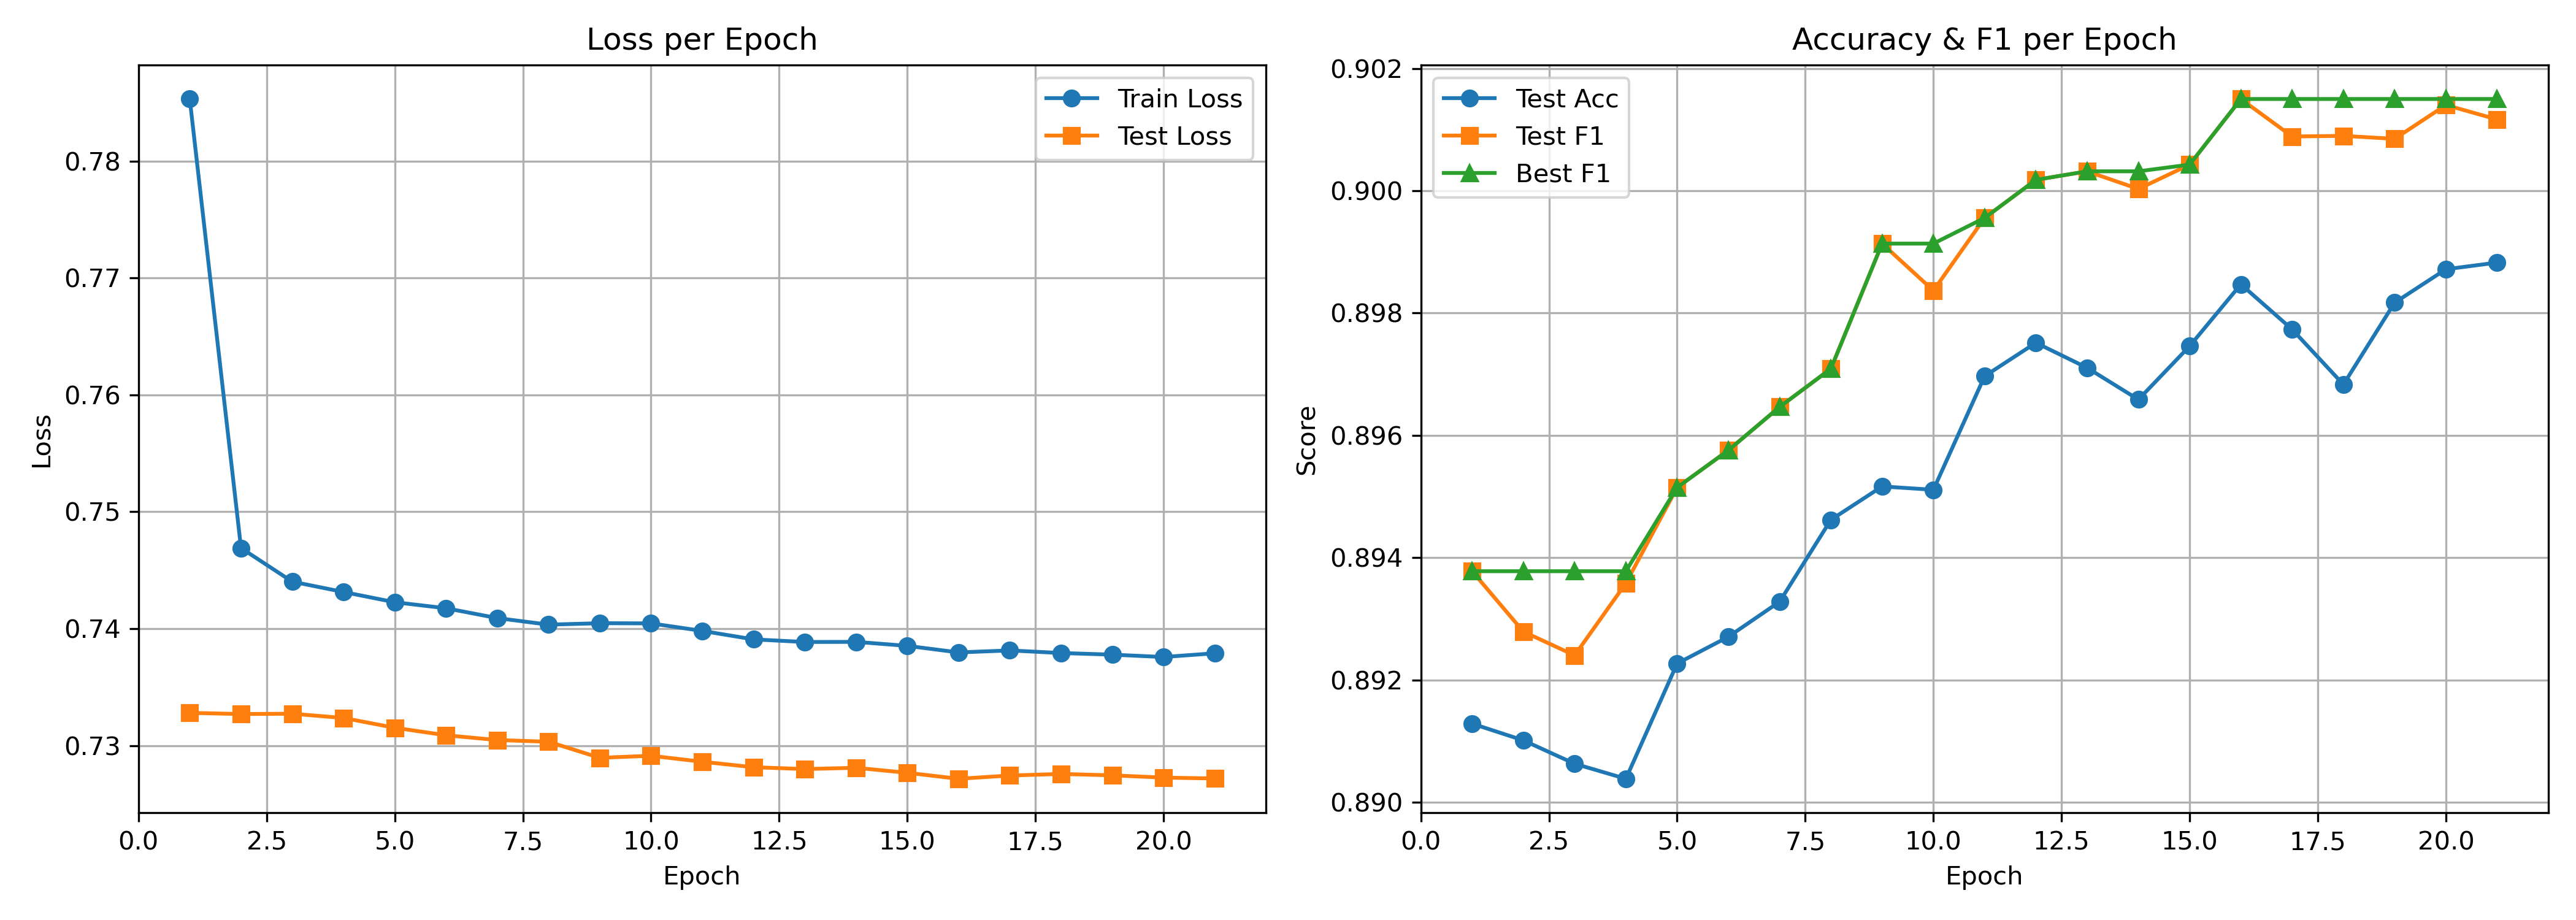 Loss per Epoch
Train Loss
Test Loss
0.78
0.77
0.76
0.75
0.74
0.73
Loss
0.0 2.5 5.0 7.5 10.0 12.5 15.0 17.5 20.0
Epoch
Accuracy & F1 per Epoch
Test Acc
Test F1
Best F1
0.902
0.900
0.898
0.896
0.894
0.892
0.890
Score
0.0 2.5 5.0 7.5 10.0 12.5 15.0 17.5 20.0
Epoch